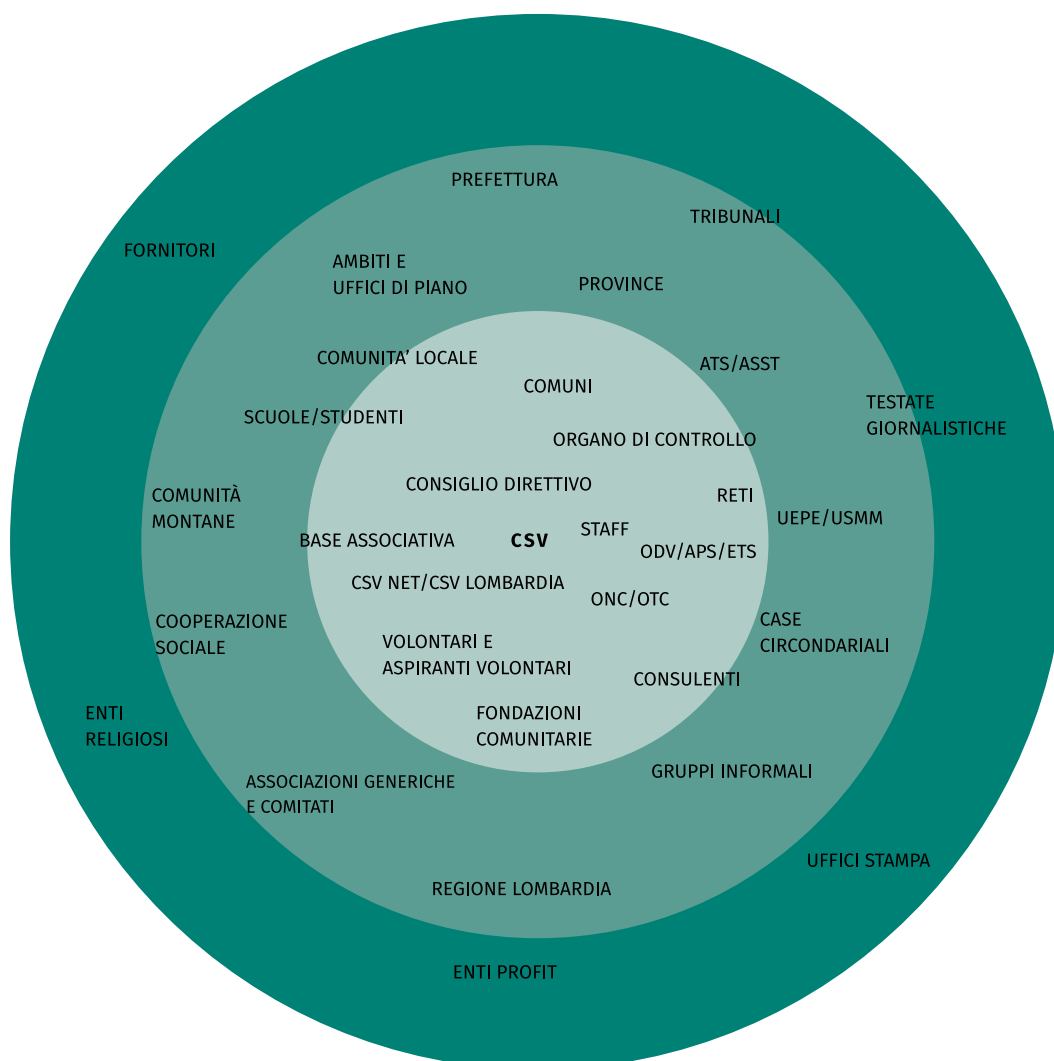 PREFETTURA
TRIBUNALI
FORNITORI
AMBITI E
UFFICI DI PIANO
PROVINCE
COMUNITA' LOCALE
ATS/ASST
COMUNI
TESTATE
GIORNALISTICHE
SCUOLE/STUDENTI
ORGANO DI CONTROLLO
CONSIGLIO DIRETTIVO
COMUNITÀ
MONTANE
RETI
UEPE/USMM
STAFF
BASE ASSOCIATIVA
CSV
ODV/APS/ETS
CSV NET/CSV LOMBARDIA
ONC/OTC
COOPERAZIONE
SOCIALE
CASE
CIRCONDARIALI
VOLONTARI E
ASPIRANTI VOLONTARI
CONSULENTI
ENTI
RELIGIOSI
FONDAZIONI
COMUNITARIE
GRUPPI INFORMALI
ASSOCIAZIONI GENERICHE
E COMITATI
UFFICI STAMPA
REGIONE LOMBARDIA
ENTI PROFIT